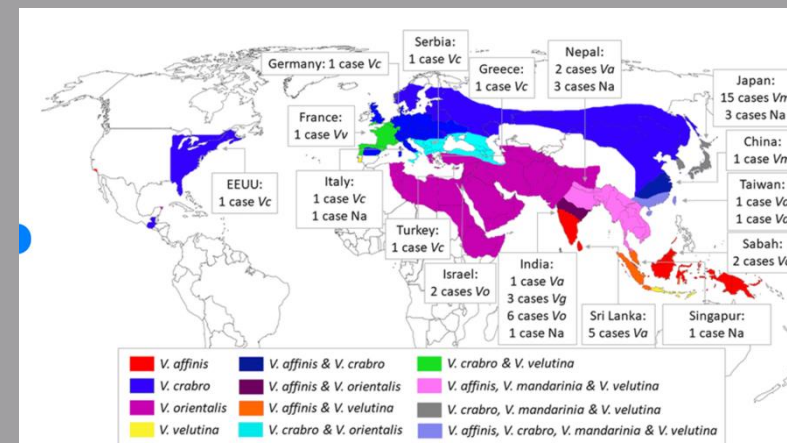 Serbia:
1 case Vc
Germany: 1 case Vc
Greece:
1 case Vc
Nepal:
2 cases Va
3 cases Na
Japan:
15 cases
3 cases Na
France:
1 case Vv
China:
1 case
EEUU:
1 case Vc
Italy:
1 case Vc
1 case Na
Taiwan:
1 case
1 case
Turkey:
1 case Vc
Sabah:
2 cases
Israel:
2 cases Vo
India:
1 case Va
3 cases Vg
6 cases Vo
1 case Na
Sri Lanka:
5 cases Va
Singapur:
1 case Na
V. affinis
V. crabro
V. orientalis
V. velutina
V. affinis & V. crabro
V. affinis & V. orientalis
V. affinis & V. velutina
V. crabro & V. orientalis
V. crabro & V. velutina
V. affinis, V. mandarinia & V. velutina
V. crabro, V. mandarinia & V. velutina
V. affinis, V. crabro, V. mandarinia & V. velutina